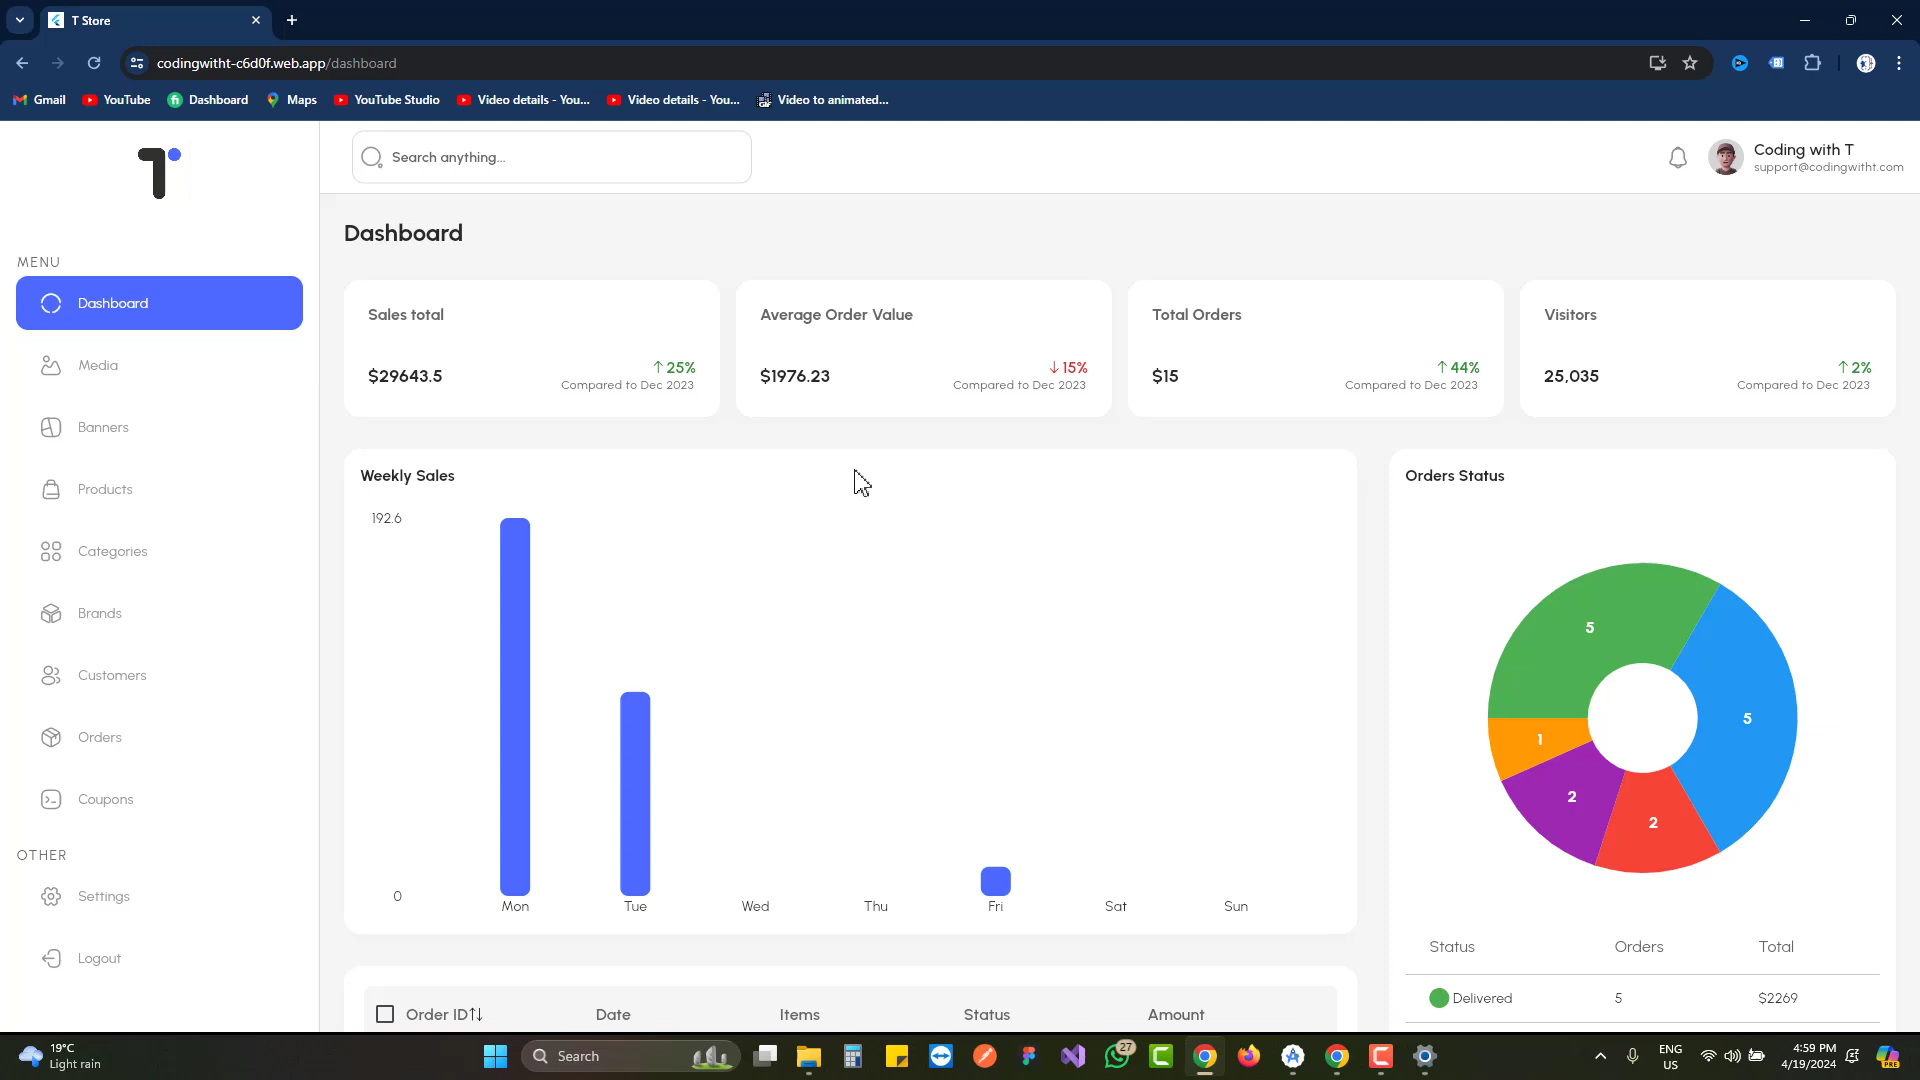 T Store
codingwitht-c6d0f.web.app/dashboard
Gmail
YouTube
Dashboard
Maps
YouTube Studio
Video details - You...
Video details - You...
Video to animated...
Search anything...
Coding with T
support@codingwitht.com
MENU
Dashboard
Media
Banners
Products
Categories
Brands
Customers
Orders
Coupons
OTHER
Settings
Logout
Dashboard
Sales total
$29643.5
25%
Compared to Dec 2023
Average Order Value
$1976.23
15%
Compared to Dec 2023
Total Orders
$15
44%
Compared to Dec 2023
Visitors
25,035
2%
Compared to Dec 2023
Weekly Sales
192.6
0
Mon Tue Wed Thu Fri Sat Sun
Orders Status
5
5
1
2
2
Status Orders Total
Delivered 5 $2269
Order ID Date Items Status Amount
19°C
Light rain
Search
27
ENG
US
4:59 PM
4/19/2024
PRE